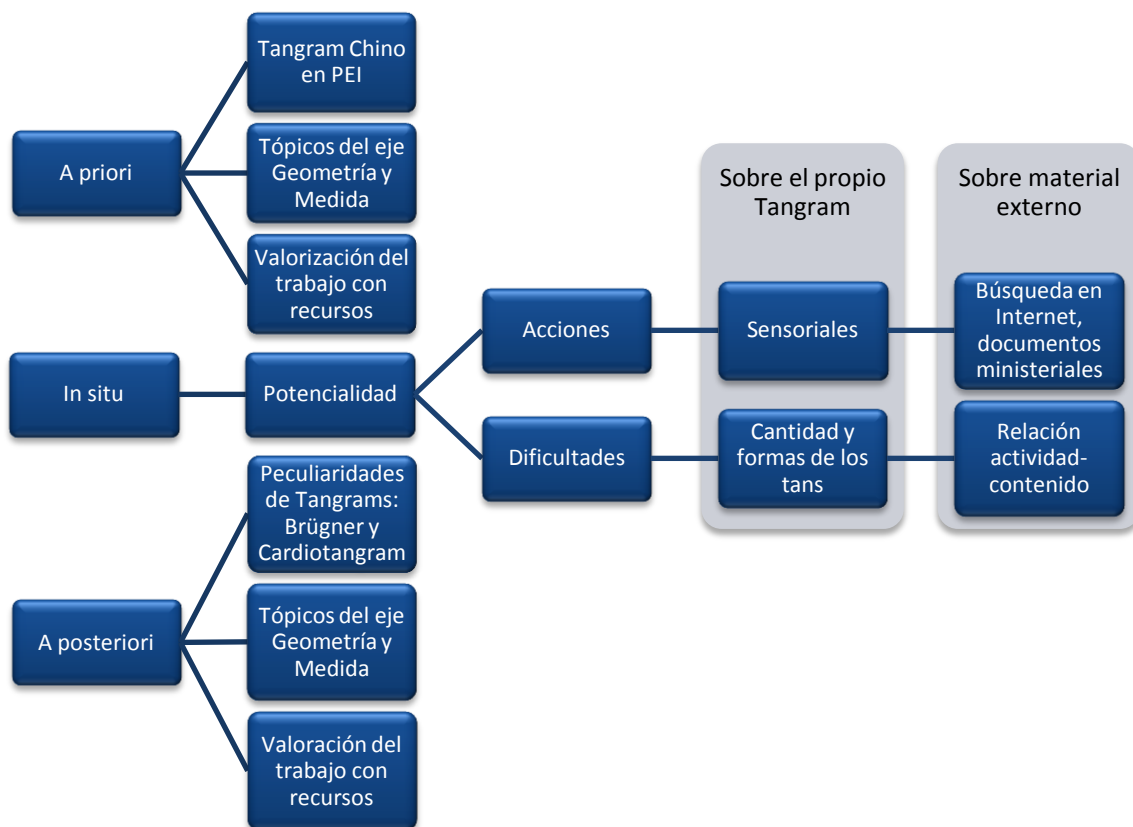 Tangram Chino
en PEI
A priori
Tópicos del eje
Geometría y
Medida
Valorización del
trabajo con
recursos
Sobre el propio
Tangram
Sobre material
externo
Acciones
Sensoriales
Búsqueda en
Internet,
documentos
ministeriales
In situ
Potencialidad
Dificultades
Cantidad y
formas de los
tans
Relación
actividad-
contenido
Peculiaridades
de Tangrams:
Brügner y
Cardiotangram
A posteriori
Tópicos del eje
Geometría y
Medida
Valoración del
trabajo con
recursos